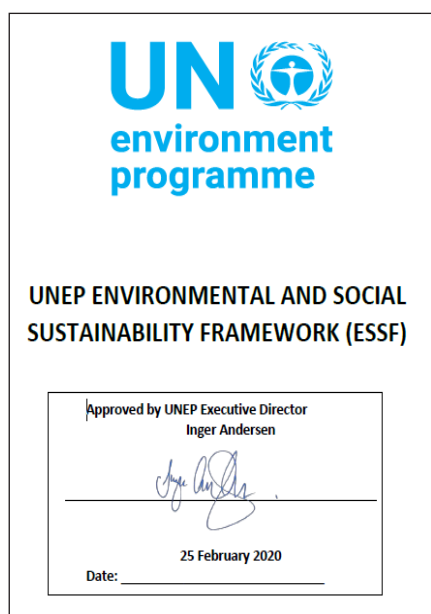 UN
environment
programme
UNEP ENVIRONMENTAL AND SOCIAL
SUSTAINABILITY FRAMEWORK (ESSF)
Approved by UNEP Executive Director
Inger Andersen
25 February 2020
Date: